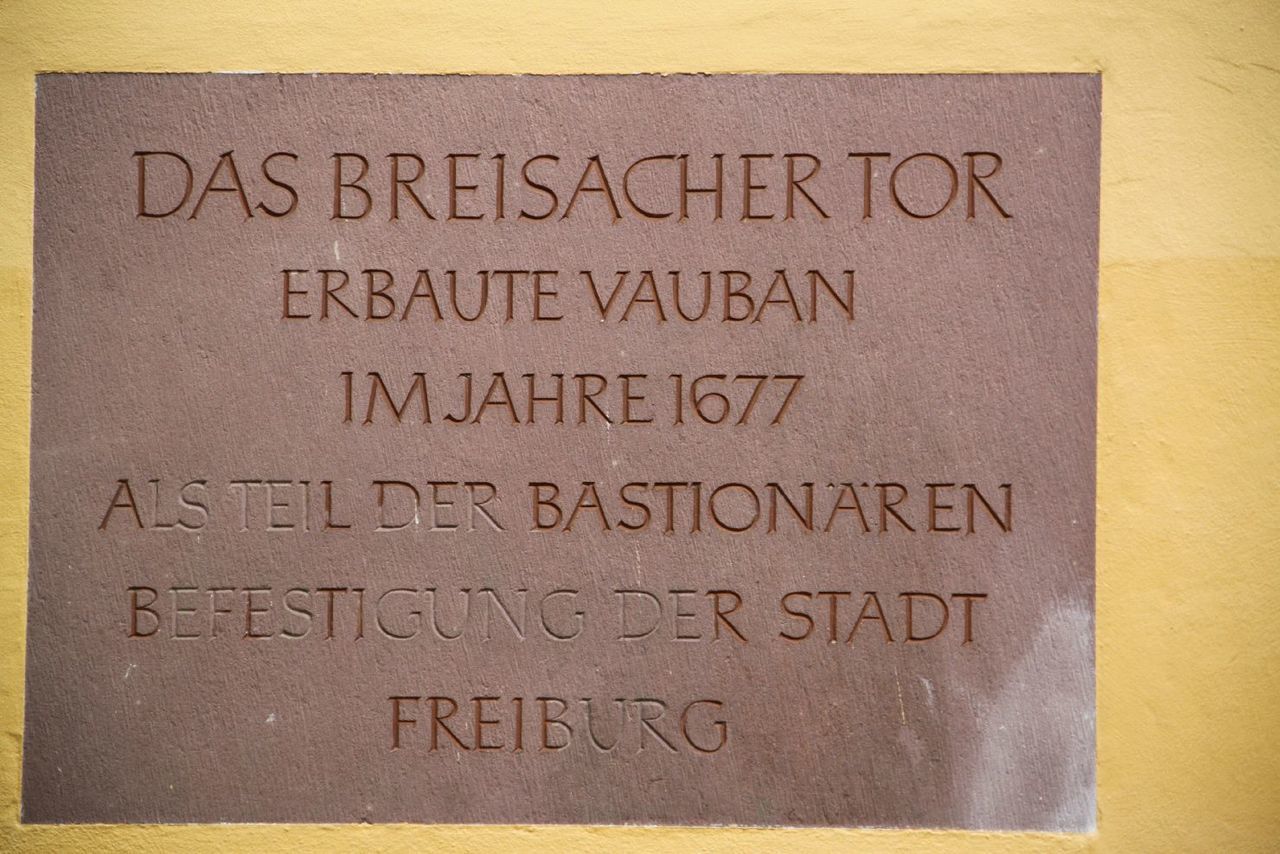 DAS BREISACHER TOR
ERBAUTE VAUBAN
IM JAHRE 1677
ALS TEIL DER BASTIONÄREN
BEFESTIGUNG DER STADT
FREIBURG